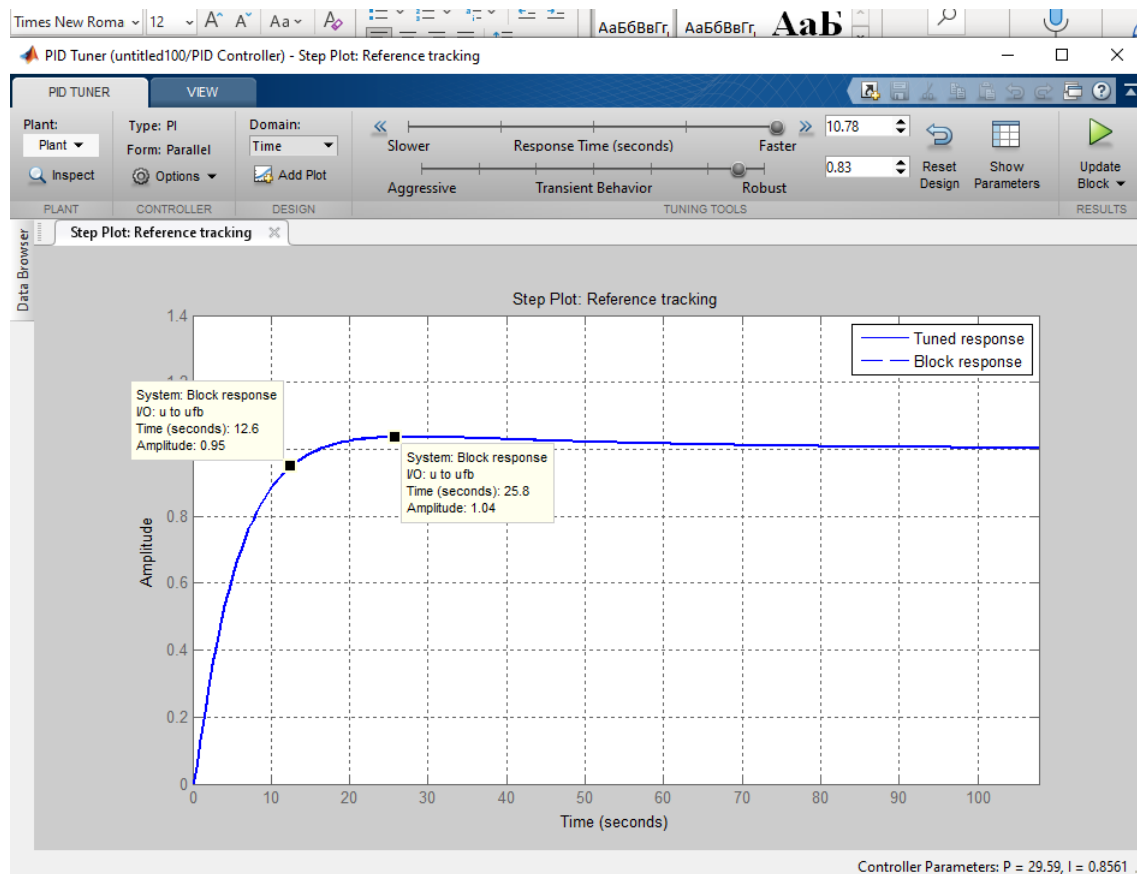 Times New Roma 12 A A Aa A
АаБбВвГг, АаБбВвГг, АаБ
PID Tuner (untitled100/PID Controller) - Step Plot: Reference tracking
PID TUNER VIEW
Plant: Type: PI Domain: 10.78
Plant Form: Parallel Time Slower Response Time (seconds) Faster
Inspect Options Add Plot 0.83 Reset Design Show Parameters Update Block
Aggressive Transient Behavior Robust
PLANT CONTROLLER DESIGN TUNING TOOLS RESULTS
Data Browser
Step Plot: Reference tracking
Step Plot: Reference tracking
1.4
Tuned response
Block response
System: Block response
I/O: u to ufb
Time (seconds): 12.6
Amplitude: 0.95
System: Block response
I/O: u to ufb
Time (seconds): 25.8
Amplitude: 1.04
0.8
0.6
0.4
0.2
0
Amplitude
0 10 20 30 40 50 60 70 80 90 100
Time (seconds)
Controller Parameters: P = 29.59, I = 0.8561